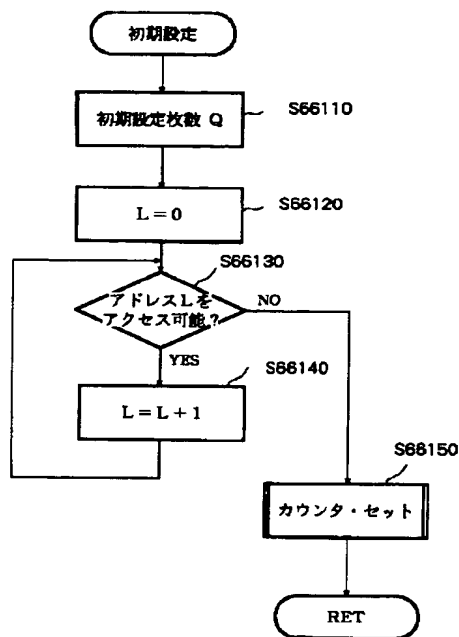 初期設定
初期設定枚数 Q
S66110
L=0
S66120
S66130
アドレスLを
アクセス可能?
NO
YES
S66140
L=L+1
S66150
カウンタ・セット
RET